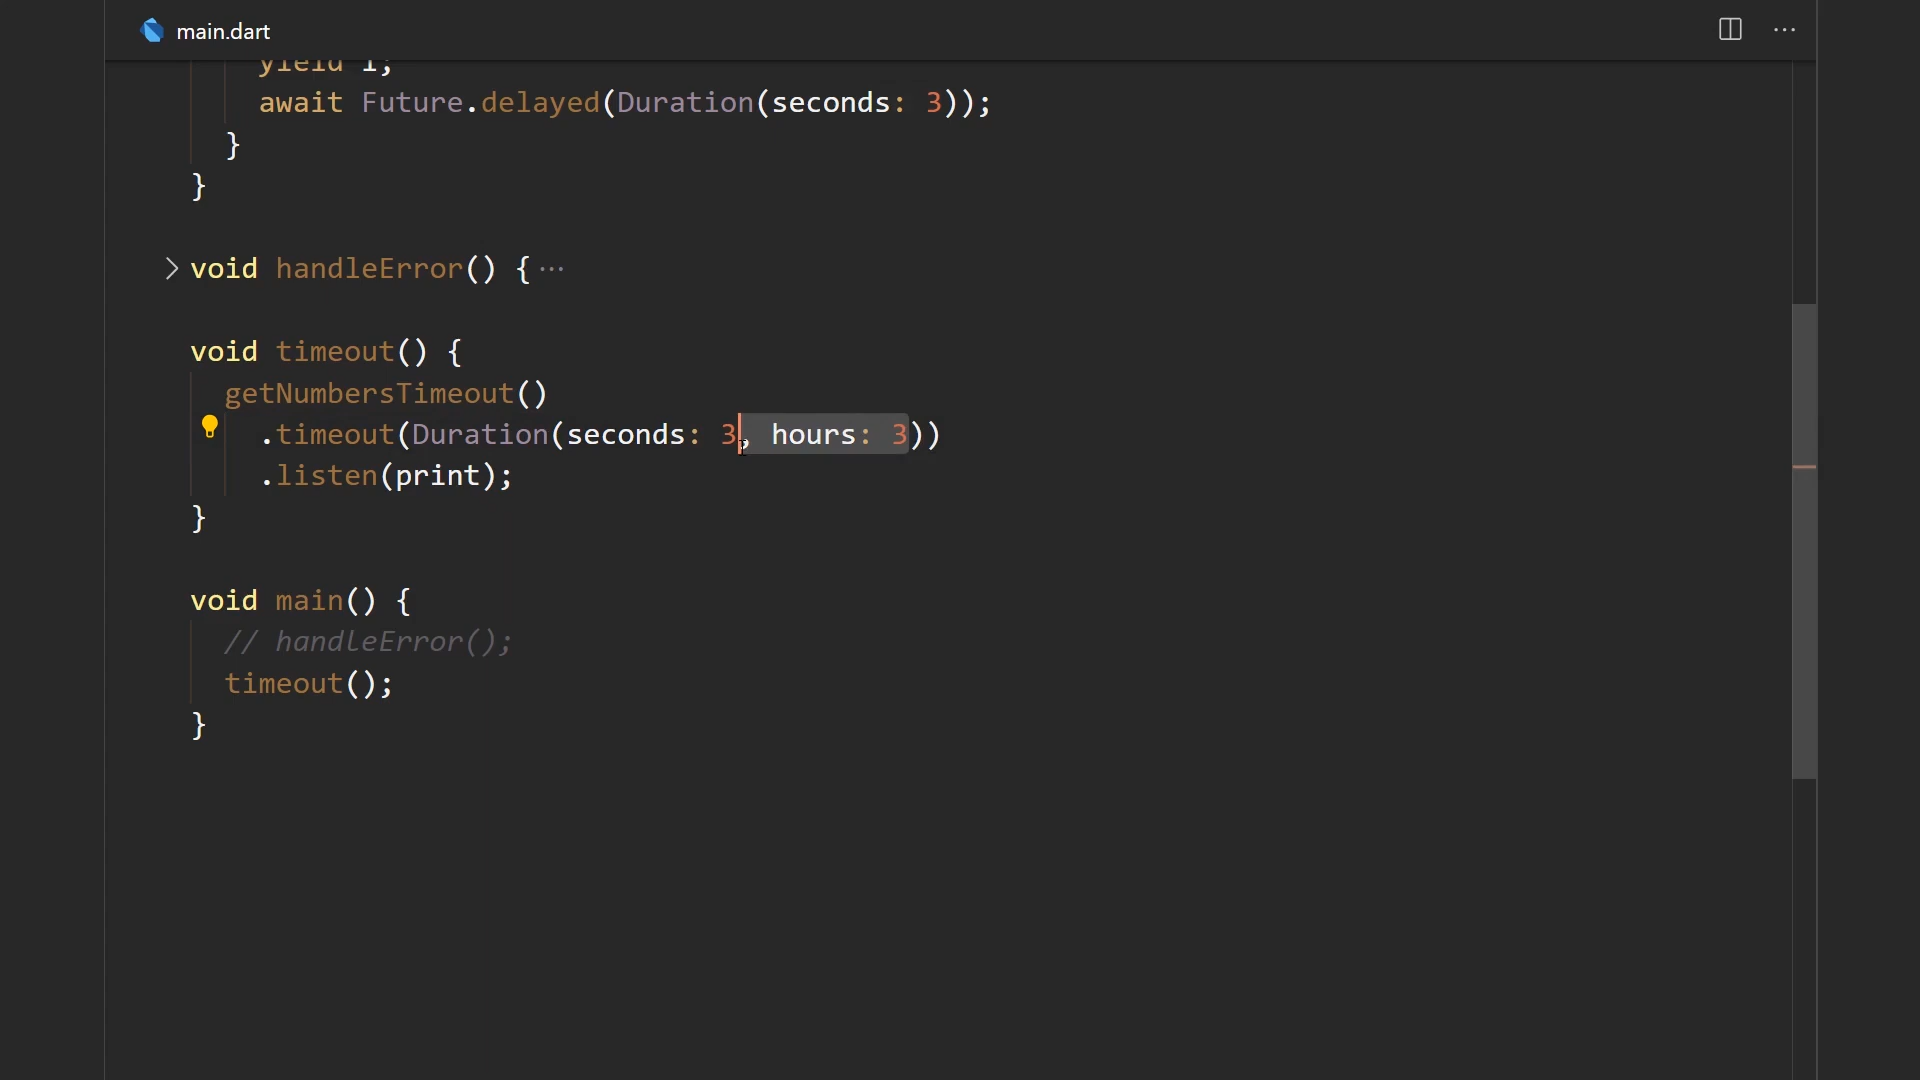 main.dart
yield i;
await Future.delayed(Duration(seconds: 3));
}
}
void handleError() {···
void timeout() {
getNumbersTimeout()
.timeout(Duration(seconds: 3, hours: 3))
.listen(print);
}
void main() {
// handleError();
timeout();
}